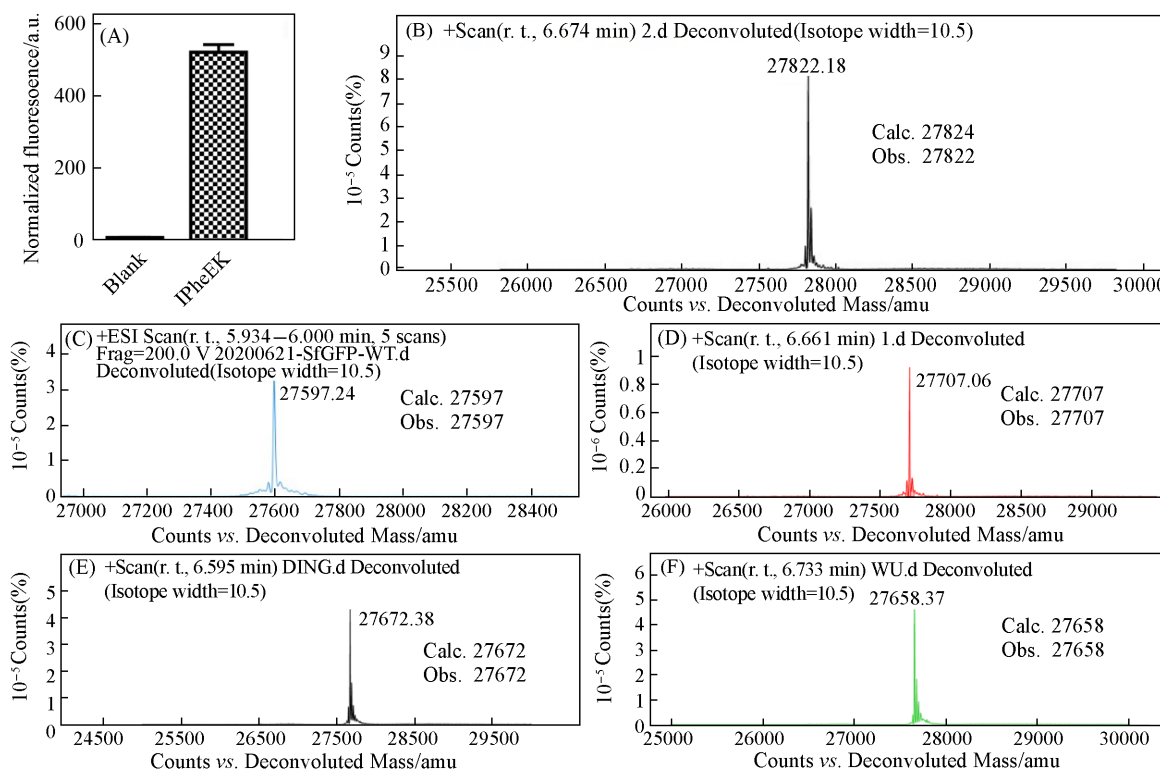 (A)
Normalized fluoresoence/a.u.
600
400
200
0
Blank
IPheEK
(B) +Scan(r. t., 6.674 min) 2.d Deconvoluted(Isotope width=10.5)
10⁻⁵ Counts(%)
9
8
7
6
5
4
3
2
1
0
27822.18
Calc. 27824
Obs. 27822
25500 26000 26500 27000 27500 28000 28500 29000 29500 30000
Counts vs. Deconvoluted Mass/amu
(C) +ESI Scan(r. t., 5.934—6.000 min, 5 scans)
Frag=200.0 V 20200621-SfGFP-WT.d
Deconvoluted(Isotope width=10.5)
10⁻⁵ Counts(%)
4
3
2
1
0
27597.24
Calc. 27597
Obs. 27597
27000 27200 27400 27600 27800 28000 28200 28400
Counts vs. Deconvoluted Mass/amu
(D) +Scan(r. t., 6.661 min) 1.d Deconvoluted
(Isotope width=10.5)
10⁻⁶ Counts(%)
1
0.8
0.6
0.4
0.2
0
27707.06
Calc. 27707
Obs. 27707
26000 26500 27000 27500 28000 28500 29000
Counts vs. Deconvoluted Mass/amu
(E) +Scan(r. t., 6.595 min) DING.d Deconvoluted
(Isotope width=10.5)
10⁻⁵ Counts(%)
5
4
3
2
1
0
27672.38
Calc. 27672
Obs. 27672
24500 25500 26500 27500 28500 29500
Counts vs. Deconvoluted Mass/amu
(F) +Scan(r. t., 6.733 min) WU.d Deconvoluted
(Isotope width=10.5)
10⁻⁵ Counts(%)
6
5
4
3
2
1
0
27658.37
Calc. 27658
Obs. 27658
25000 26000 27000 28000 29000 30000
Counts vs. Deconvoluted Mass/amu